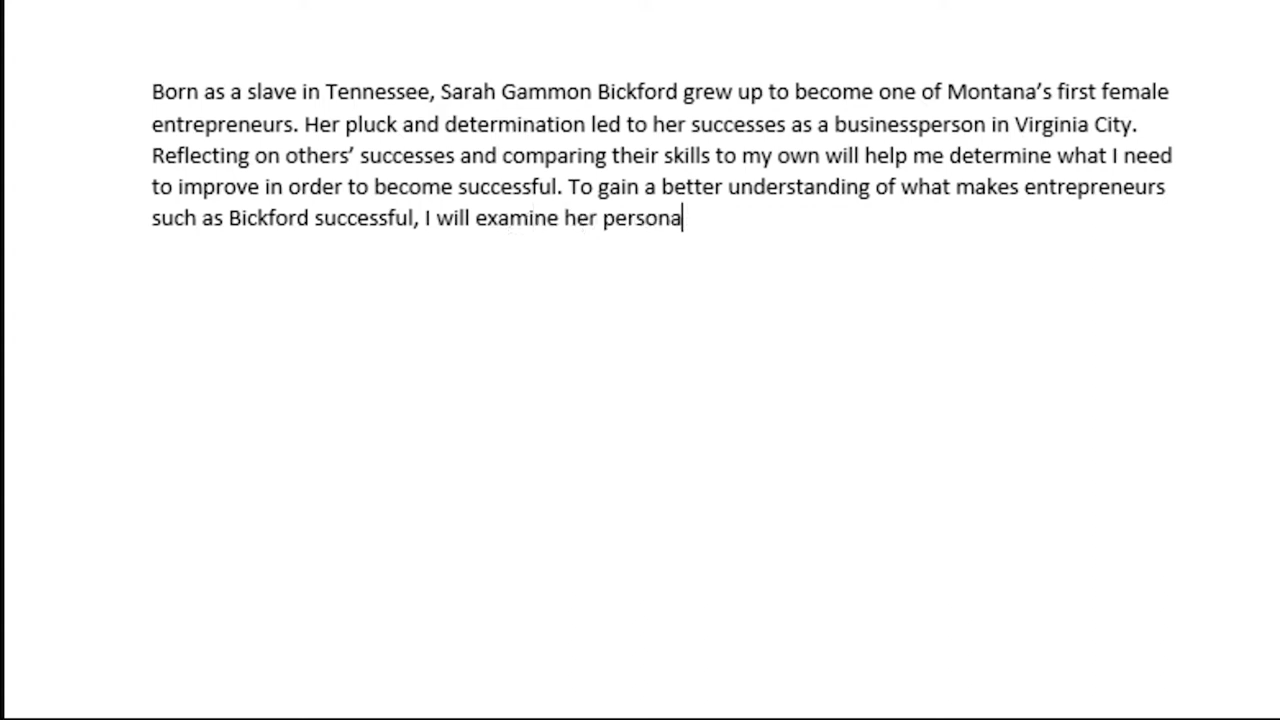 Born as a slave in Tennessee, Sarah Gammon Bickford grew up to become one of Montana’s first female
entrepreneurs. Her pluck and determination led to her successes as a businessperson in Virginia City.
Reflecting on others’ successes and comparing their skills to my own will help me determine what I need
to improve in order to become successful. To gain a better understanding of what makes entrepreneurs
such as Bickford successful, I will examine her persona